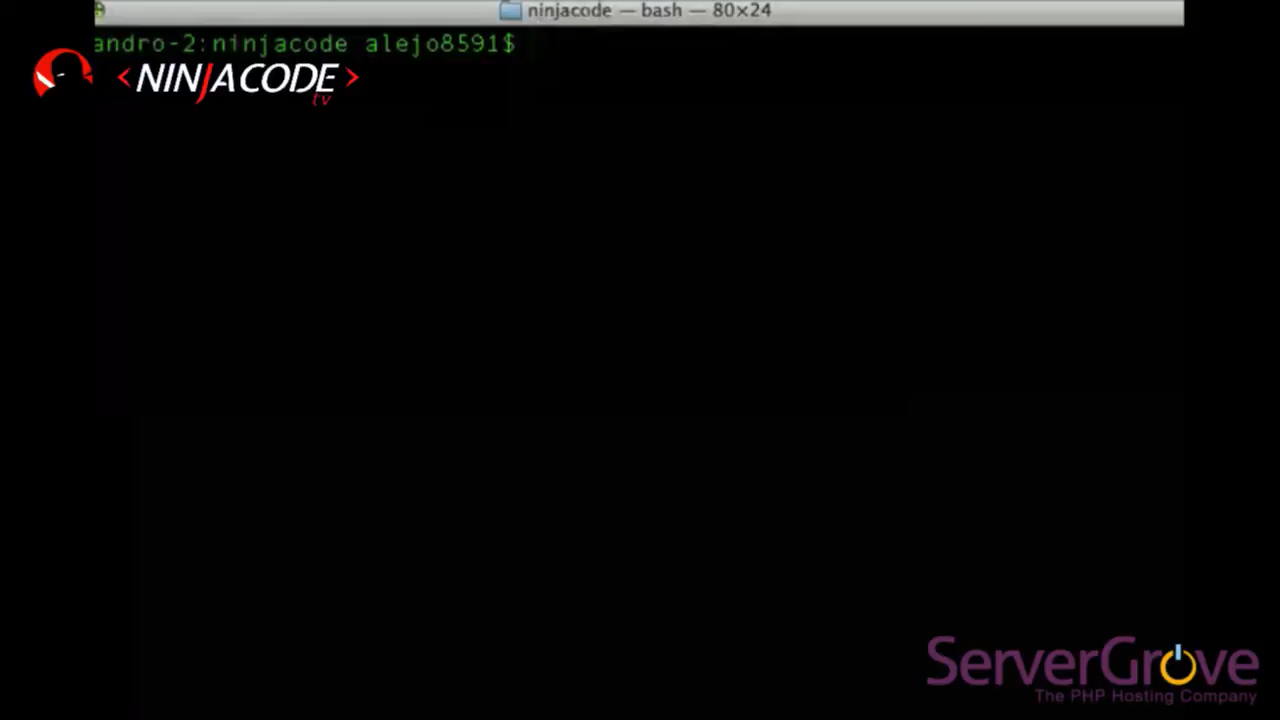 ninjacode — bash — 80×24
andro-2:ninjacode alejo8591$
<NINJACODE>
tv
ServerGrove
The PHP Hosting Company